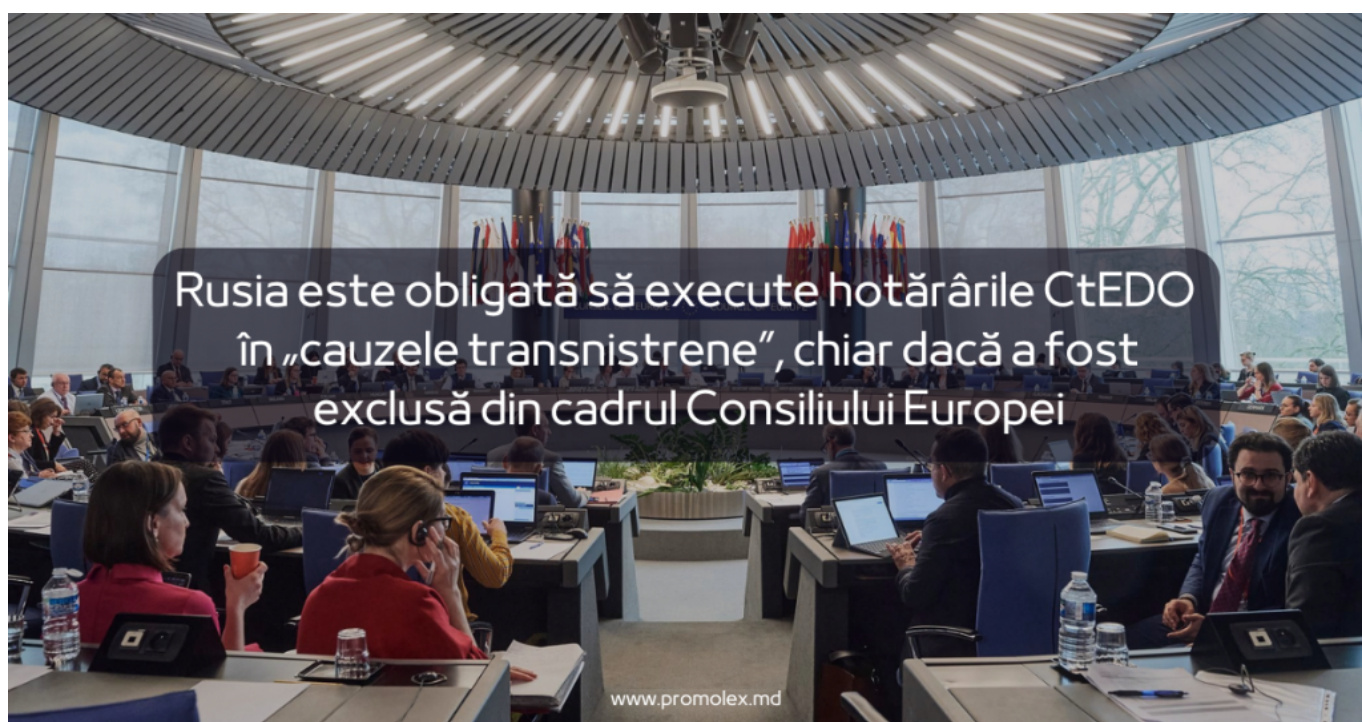 Rusia este obligată să execute hotărârile CtEDO
în „cauzele transnistrene”, chiar dacă a fost
exclusă din cadrul Consiliului Europei
www.promolex.md